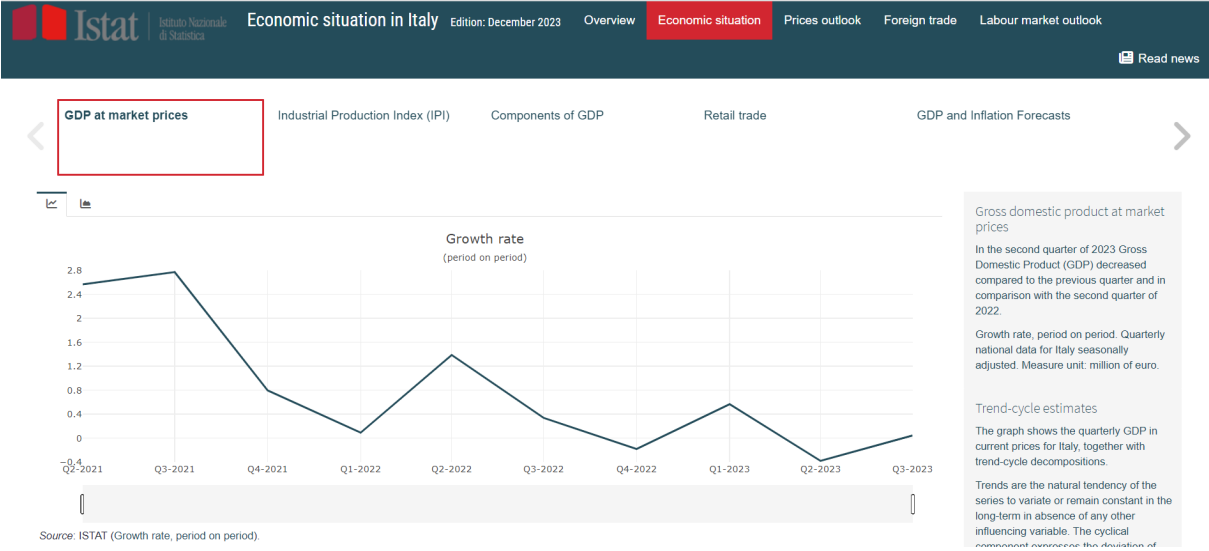 Istat
Istituto Nazionale
di Statistica
Economic situation in Italy Edition: December 2023 Overview Economic situation Prices outlook Foreign trade Labour market outlook
Read news
GDP at market prices Industrial Production Index (IPI) Components of GDP Retail trade GDP and Inflation Forecasts
Growth rate
(period on period)
2.8
2.4
2
1.6
1.2
0.8
0.4
0
−0.4
Q2-2021 Q3-2021 Q4-2021 Q1-2022 Q2-2022 Q3-2022 Q4-2022 Q1-2023 Q2-2023 Q3-2023
Source: ISTAT (Growth rate, period on period).
Gross domestic product at market
prices
In the second quarter of 2023 Gross
Domestic Product (GDP) decreased
compared to the previous quarter and in
comparison with the second quarter of
2022.
Growth rate, period on period. Quarterly
national data for Italy seasonally
adjusted. Measure unit: million of euro.
Trend-cycle estimates
The graph shows the quarterly GDP in
current prices for Italy, together with
trend-cycle decompositions.
Trends are the natural tendency of the
series to variate or remain constant in the
long-term in absence of any other
influencing variable. The cyclical
component expresses the deviation of